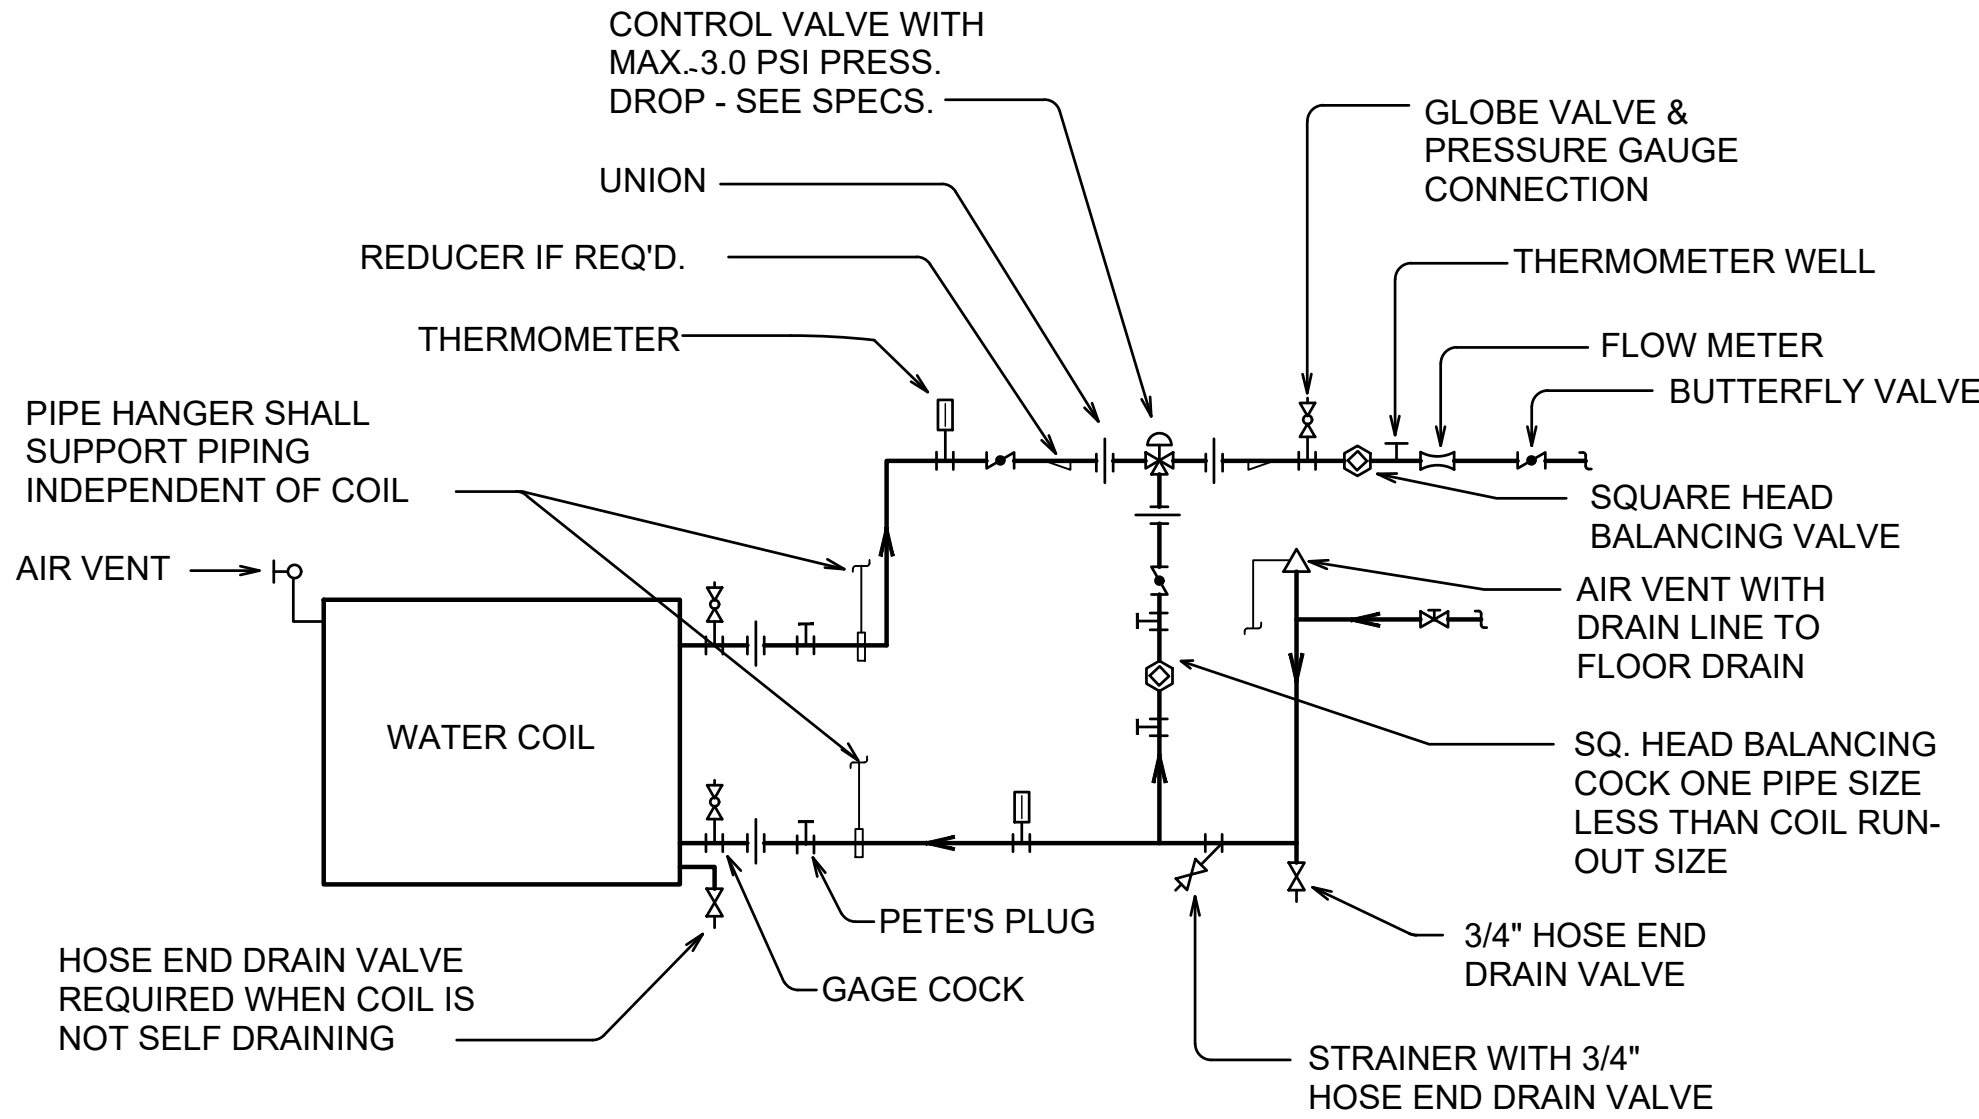 CONTROL VALVE WITH
MAX. 3.0 PSI PRESS.
DROP - SEE SPECS.
GLOBE VALVE &
PRESSURE GAUGE
CONNECTION
UNION
REDUCER IF REQ'D.
THERMOMETER WELL
THERMOMETER
FLOW METER
BUTTERFLY VALVE
PIPE HANGER SHALL
SUPPORT PIPING
INDEPENDENT OF COIL
SQUARE HEAD
BALANCING VALVE
AIR VENT
AIR VENT WITH
DRAIN LINE TO
FLOOR DRAIN
WATER COIL
SQ. HEAD BALANCING
COCK ONE PIPE SIZE
LESS THAN COIL RUN-
OUT SIZE
PETE'S PLUG
GAGE COCK
3/4" HOSE END
DRAIN VALVE
HOSE END DRAIN VALVE
REQUIRED WHEN COIL IS
NOT SELF DRAINING
STRAINER WITH 3/4"
HOSE END DRAIN VALVE